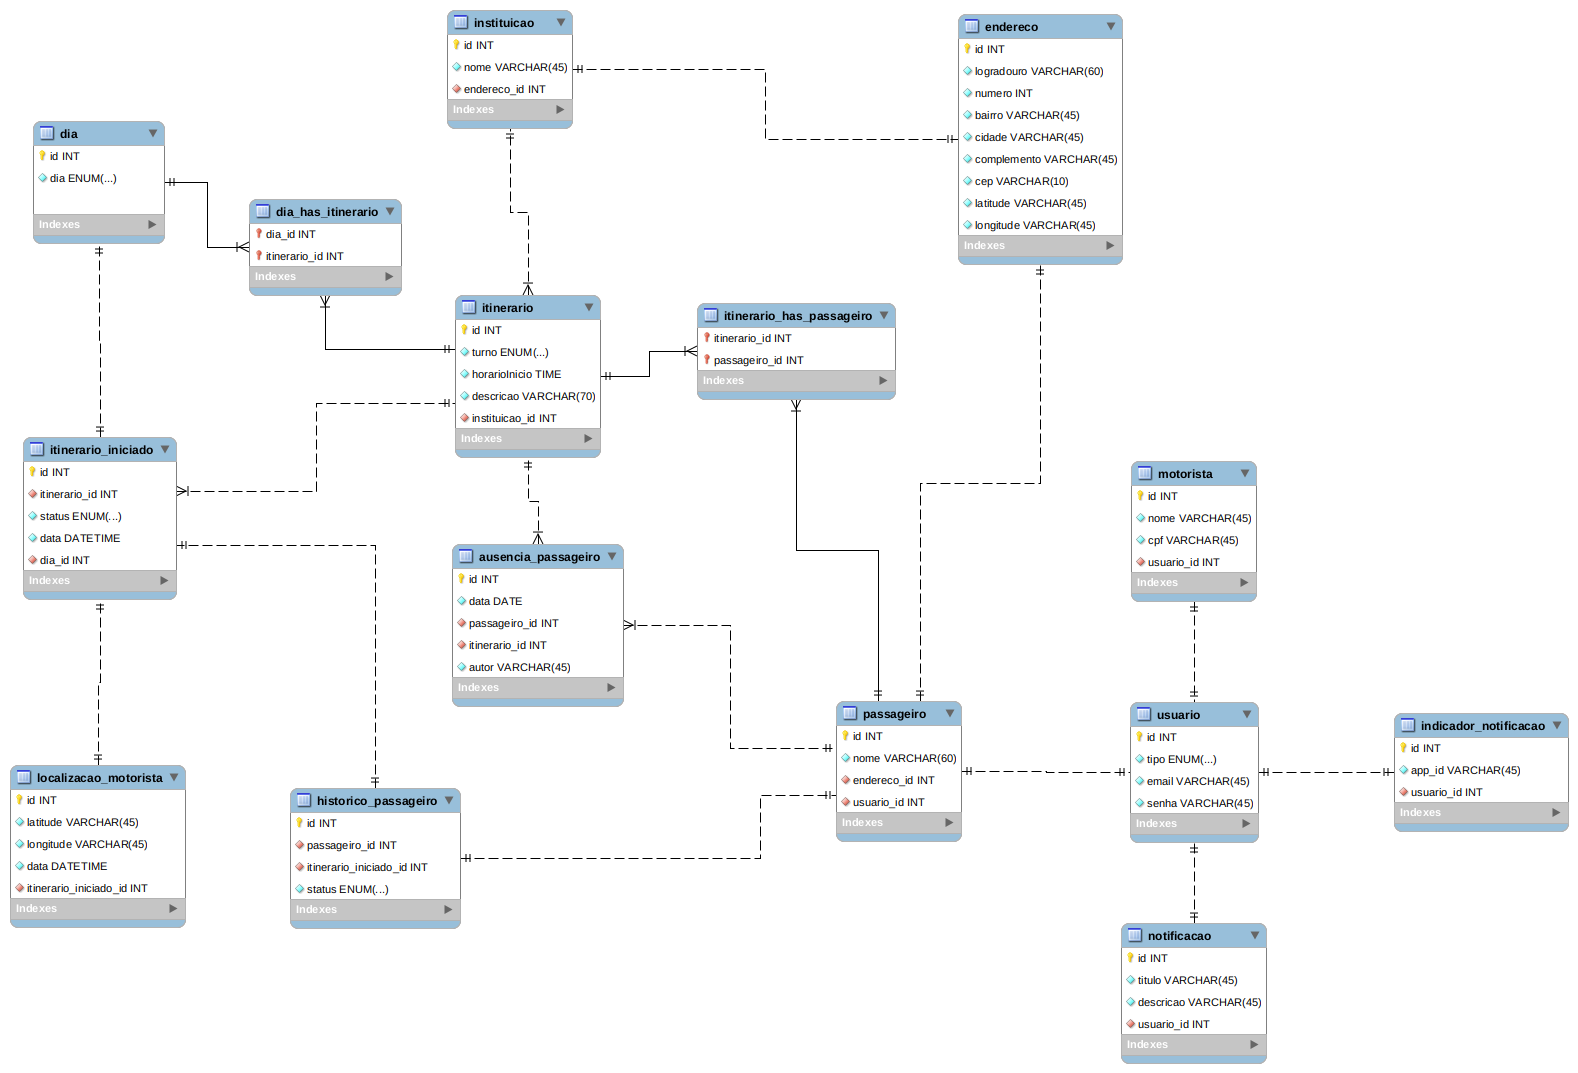 instituicao
id INT
nome VARCHAR(45)
endereco_id INT
Indexes
endereco
id INT
logradouro VARCHAR(60)
numero INT
bairro VARCHAR(45)
cidade VARCHAR(45)
complemento VARCHAR(45)
cep VARCHAR(10)
latitude VARCHAR(45)
longitude VARCHAR(45)
Indexes
dia
id INT
dia ENUM(...)
Indexes
dia_has_itinerario
dia_id INT
itinerario_id INT
Indexes
itinerario
id INT
turno ENUM(...)
horarioInicio TIME
descricao VARCHAR(70)
instituicao_id INT
Indexes
itinerario_has_passageiro
itinerario_id INT
passageiro_id INT
Indexes
itinerario_iniciado
id INT
itinerario_id INT
status ENUM(...)
data DATETIME
dia_id INT
Indexes
motorista
id INT
nome VARCHAR(45)
cpf VARCHAR(45)
usuario_id INT
Indexes
ausencia_passageiro
id INT
data DATE
passageiro_id INT
itinerario_id INT
autor VARCHAR(45)
Indexes
passageiro
id INT
nome VARCHAR(60)
endereco_id INT
usuario_id INT
Indexes
usuario
id INT
tipo ENUM(...)
email VARCHAR(45)
senha VARCHAR(45)
Indexes
indicador_notificacao
id INT
app_id VARCHAR(45)
usuario_id INT
Indexes
localizacao_motorista
id INT
latitude VARCHAR(45)
longitude VARCHAR(45)
data DATETIME
itinerario_iniciado_id INT
Indexes
historico_passageiro
id INT
passageiro_id INT
itinerario_iniciado_id INT
status ENUM(...)
Indexes
notificacao
id INT
titulo VARCHAR(45)
descricao VARCHAR(45)
usuario_id INT
Indexes